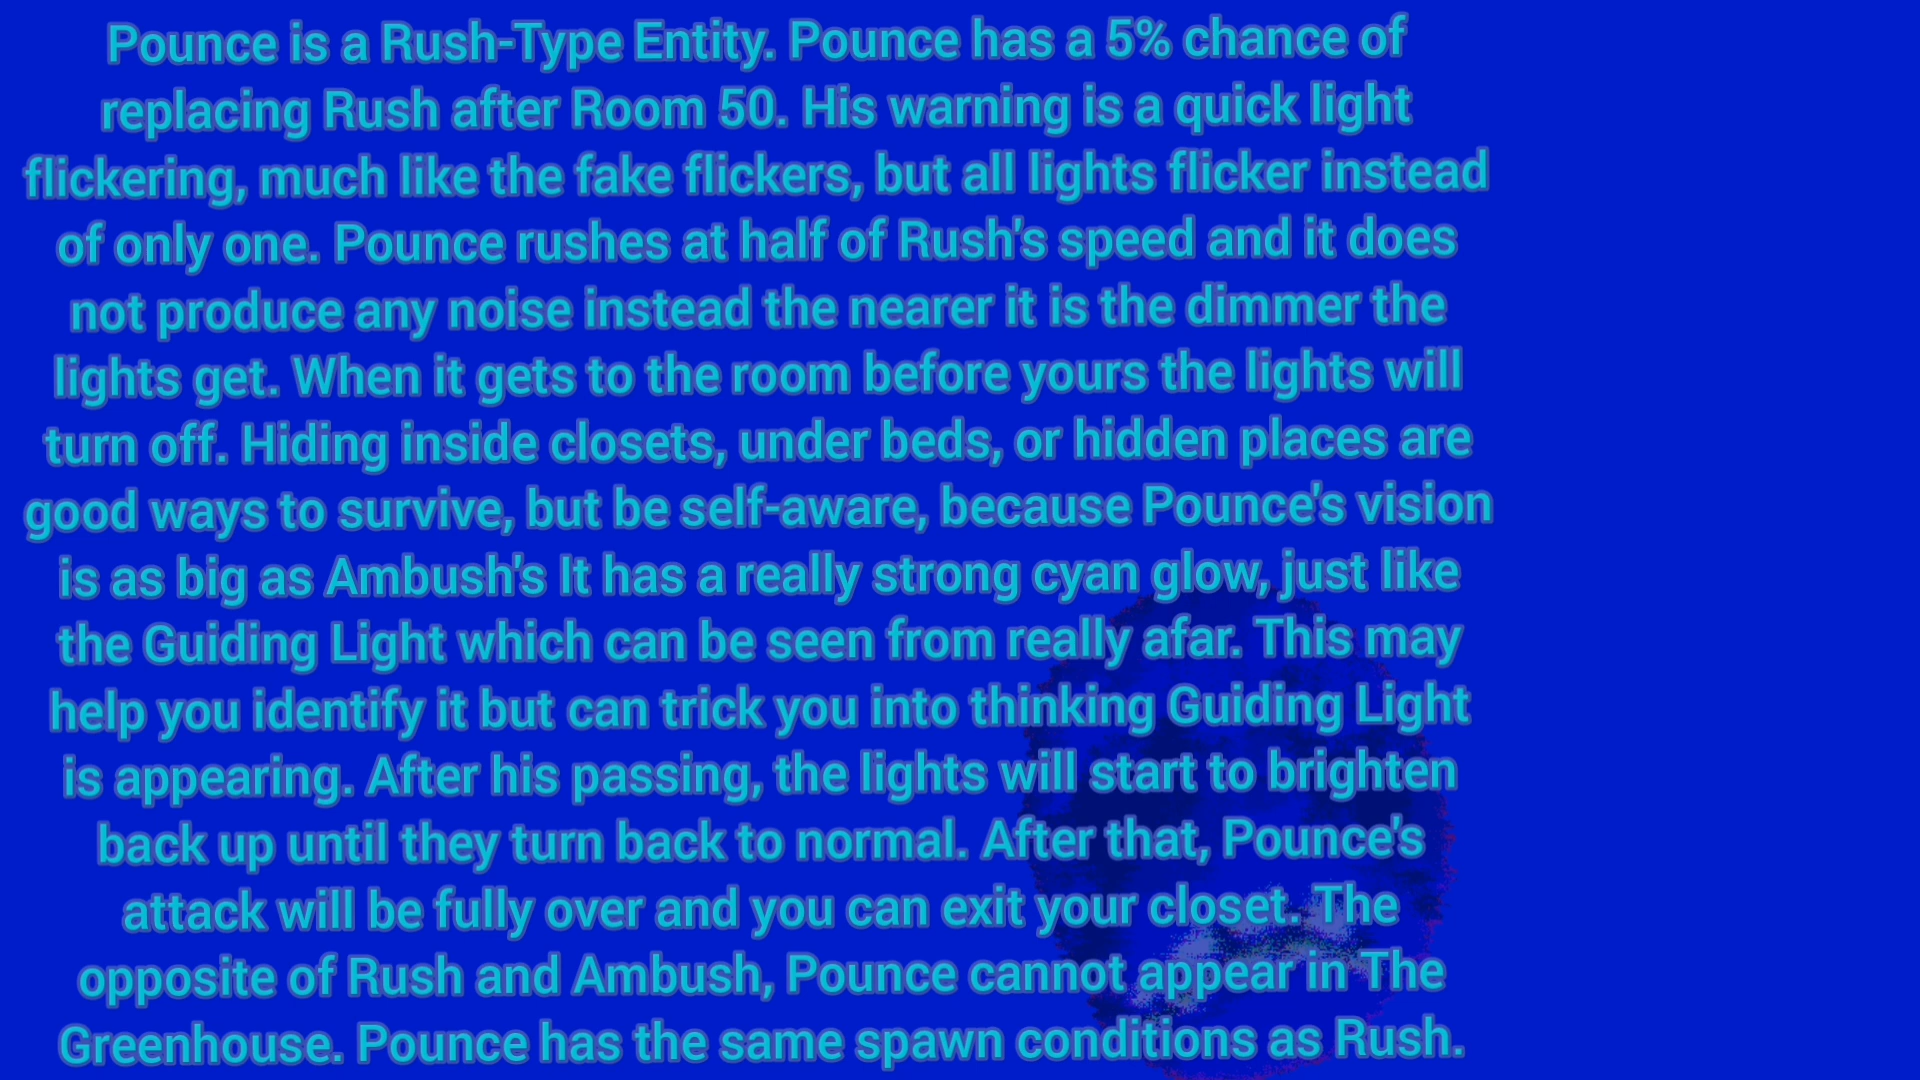 Pounce is a Rush-Type Entity. Pounce has a 5% chance of
replacing Rush after Room 50. His warning is a quick light
flickering, much like the fake flickers, but all lights flicker instead
of only one. Pounce rushes at half of Rush's speed and it does
not produce any noise instead the nearer it is the dimmer the
lights get. When it gets to the room before yours the lights will
turn off. Hiding inside closets, under beds, or hidden places are
good ways to survive, but be self-aware, because Pounce's vision
is as big as Ambush's It has a really strong cyan glow, just like
the Guiding Light which can be seen from really afar. This may
help you identify it but can trick you into thinking Guiding Light
is appearing. After his passing, the lights will start to brighten
back up until they turn back to normal. After that, Pounce's
attack will be fully over and you can exit your closet. The
opposite of Rush and Ambush, Pounce cannot appear in The
Greenhouse. Pounce has the same spawn conditions as Rush.